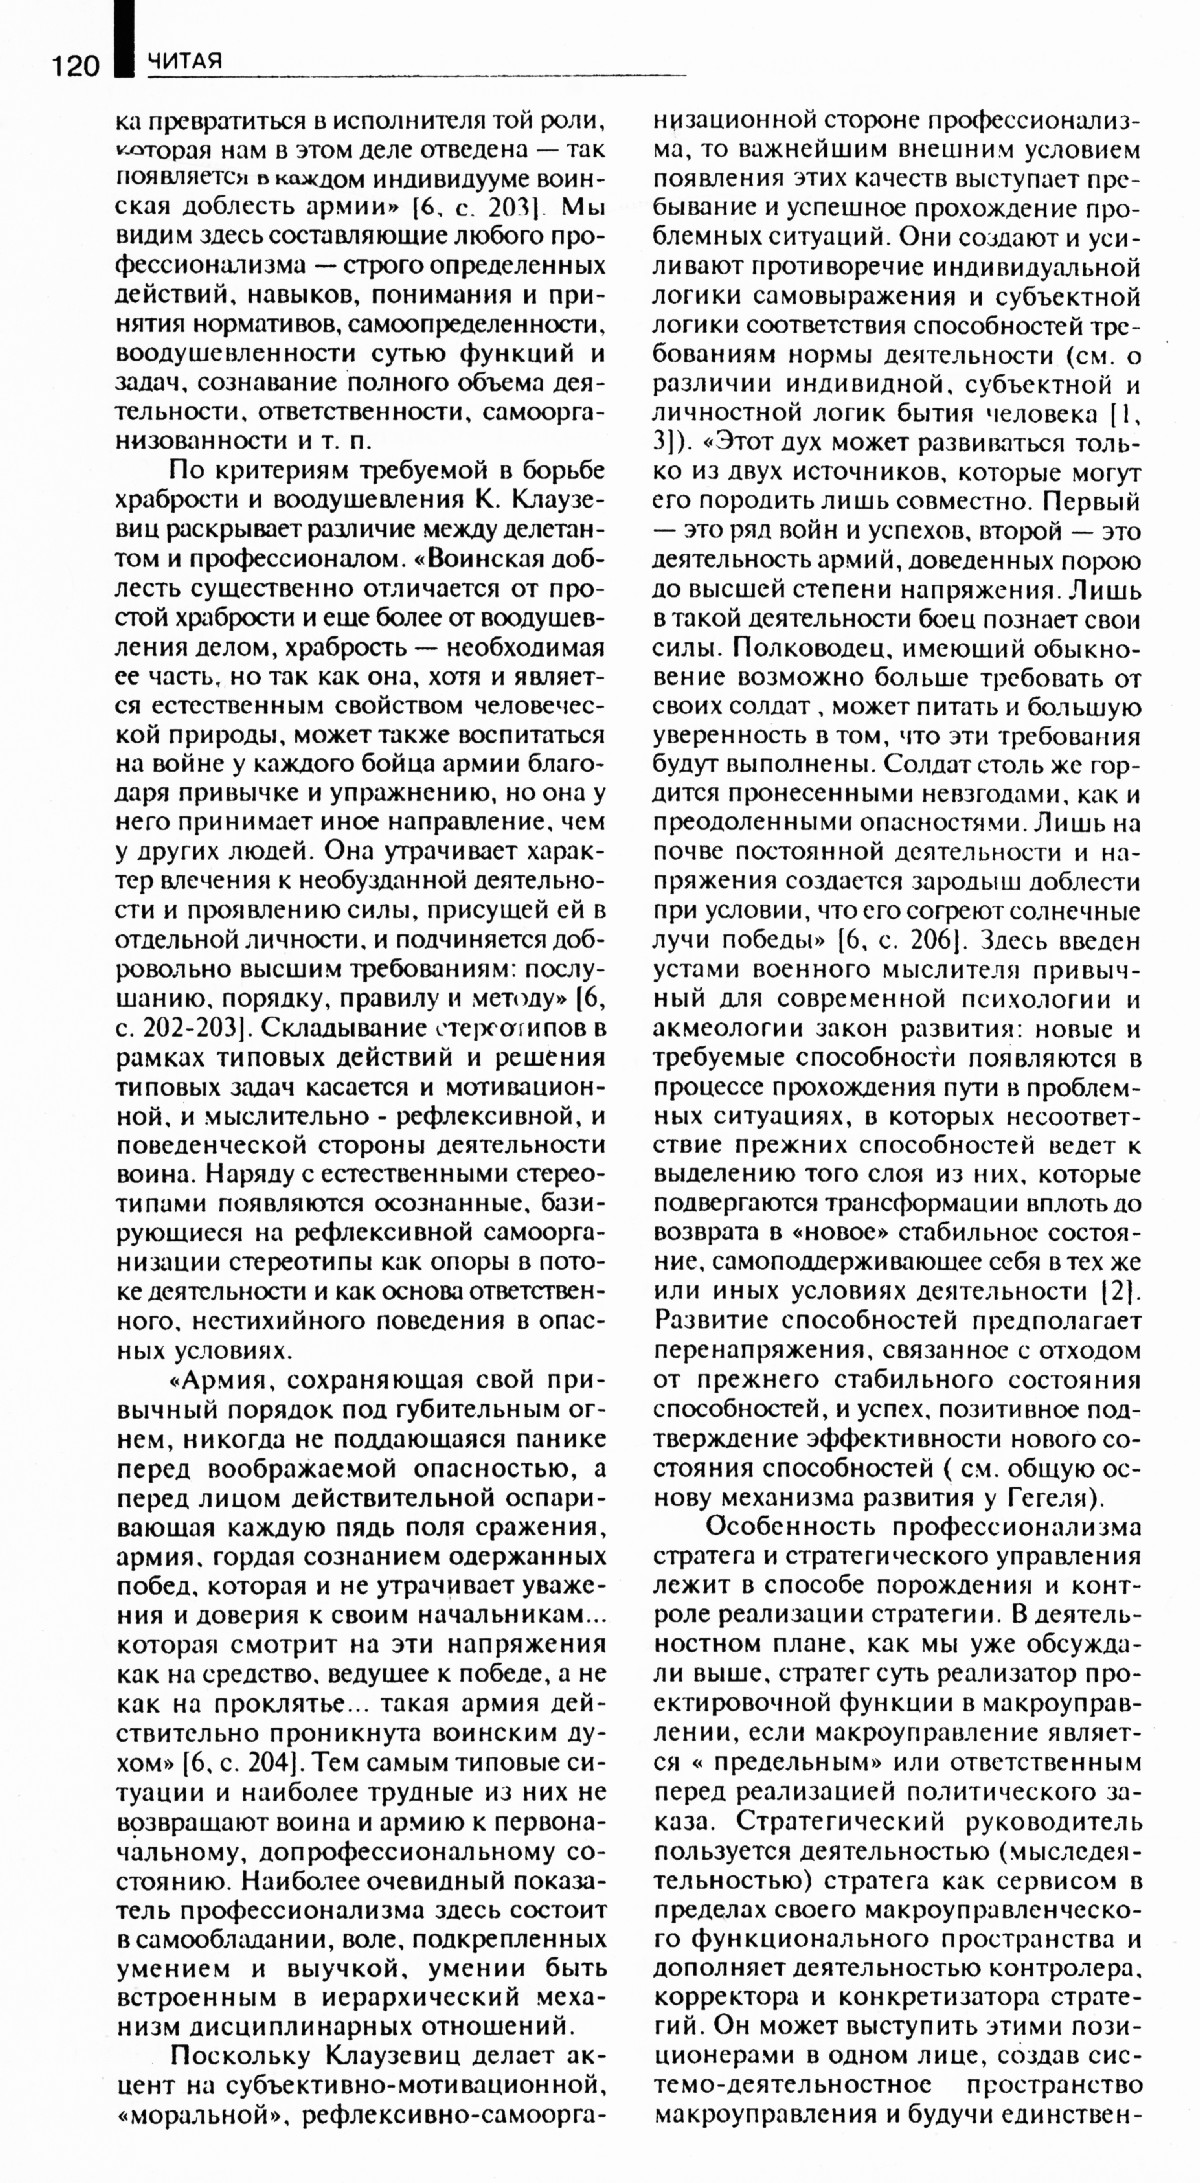 120
ЧИТАЯ
ка превратиться в исполнителя той роли,
которая нам в этом деле отведена — так
появляется в каждом индивидууме воин-
ская доблесть армии» [6, с. 203]. Мы
видим здесь составляющие любого про-
фессионализма — строго определенных
действий, навыков, понимания и при-
нятия нормативов, самоопределенности,
воодушевленности сутью функций и
задач, сознавание полного объема дея-
тельности, ответственности, самоорга-
низованности и т. п.
По критериям требуемой в борьбе
храбрости и воодушевления К. Клаузе-
виц раскрывает различие между делетан-
том и профессионалом. «Воинская доб-
лесть существенно отличается от про-
стой храбрости и еще более от воодушев-
ления делом, храбрость — необходимая
ее часть, но так как она, хотя и являет-
ся естественным свойством человечес-
кой природы, может также воспитаться
на войне у каждого бойца армии благо-
даря привычке и упражнению, но она у
него принимает иное направление, чем
у других людей. Она утрачивает харак-
тер влечения к необузданной деятельно-
сти и проявлению силы, присущей ей в
отдельной личности, и подчиняется доб-
ровольно высшим требованиям: послу-
шанию, порядку, правилу и методу» [6,
с. 202-203]. Складывание стереотипов в
рамках типовых действий и решения
типовых задач касается и мотивацион-
ной, и мыслительно - рефлексивной, и
поведенческой стороны деятельности
воина. Наряду с естественными стерео-
типами появляются осознанные, бази-
рующиеся на рефлексивной самоорга-
низации стереотипы как опоры в пото-
ке деятельности и как основа ответствен-
ного, нестихийного поведения в опас-
ных условиях.
«Армия, сохраняющая свой при-
вычный порядок под губительным ог-
нем, никогда не поддающаяся панике
перед воображаемой опасностью, а
перед лицом действительной оспари-
вающая каждую пядь поля сражения,
армия, гордая сознанием одержанных
побед, которая и не утрачивает уваже-
ния и доверия к своим начальникам...
которая смотрит на эти напряжения
как на средство, ведущее к победе, а не
как на проклятье... такая армия дей-
ствительно проникнута воинским ду-
хом» [6, с. 204]. Тем самым типовые си-
туации и наиболее трудные из них не
возвращают воина и армию к первона-
чальному, допрофессиональному со-
стоянию. Наиболее очевидный показа-
тель профессионализма здесь состоит
в самообладании, воле, подкрепленных
умением и выучкой, умении быть
встроенным в иерархический меха-
низм дисциплинарных отношений.
Поскольку Клаузевиц делает ак-
цент на субъективно-мотивационной,
«моральной», рефлексивно-самоорга-
низационной стороне профессионализ-
ма, то важнейшим внешним условием
появления этих качеств выступает пре-
бывание и успешное прохождение про-
блемных ситуаций. Они создают и уси-
ливают противоречие индивидуальной
логики самовыражения и субъектной
логики соответствия способностей тре-
бованиям нормы деятельности (см. о
различии индивидной, субъектной и
личностной логик бытия человека [1,
3]). «Этот дух может развиваться толь-
ко из двух источников, которые могут
его породить лишь совместно. Первый
— это ряд войн и успехов, второй — это
деятельность армий, доведенных порою
до высшей степени напряжения. Лишь
в такой деятельности боец познает свои
силы. Полководец, имеющий обыкно-
вение возможно больше требовать от
своих солдат , может питать и большую
уверенность в том, что эти требования
будут выполнены. Солдат столь же гор-
дится пронесенными невзгодами, как и
преодоленными опасностями. Лишь на
почве постоянной деятельности и на-
пряжения создается зародыш доблести
при условии, что его согреют солнечные
лучи победы» [6, с. 206]. Здесь введен
устами военного мыслителя привыч-
ный для современной психологии и
акмеологии закон развития: новые и
требуемые способности появляются в
процессе прохождения пути в проблем-
ных ситуациях, в которых несоответ-
ствие прежних способностей ведет к
выделению того слоя из них, которые
подвергаются трансформации вплоть до
возврата в «новое» стабильное состоя-
ние, самоподдерживающее себя в тех же
или иных условиях деятельности [2].
Развитие способностей предполагает
перенапряжения, связанное с отходом
от прежнего стабильного состояния
способностей, и успех, позитивное под-
тверждение эффективности нового со-
стояния способностей ( см. общую ос-
нову механизма развития у Гегеля).
Особенность профессионализма
стратега и стратегического управления
лежит в способе порождения и конт-
роле реализации стратегии. В деятель-
ностном плане, как мы уже обсужда-
ли выше, стратег суть реализатор про-
ектировочной функции в макроуправ-
лении, если макроуправление являет-
ся « предельным» или ответственным
перед реализацией политического за-
каза. Стратегический руководитель
пользуется деятельностью (мыследея-
тельностью) стратега как сервисом в
пределах своего макроуправленческо-
го функционального пространства и
дополняет деятельностью контролера,
корректора и конкретизатора страте-
гий. Он может выступить этими пози-
ционерами в одном лице, создав сис-
темо-деятельностное пространство
макроуправления и будучи единствен-